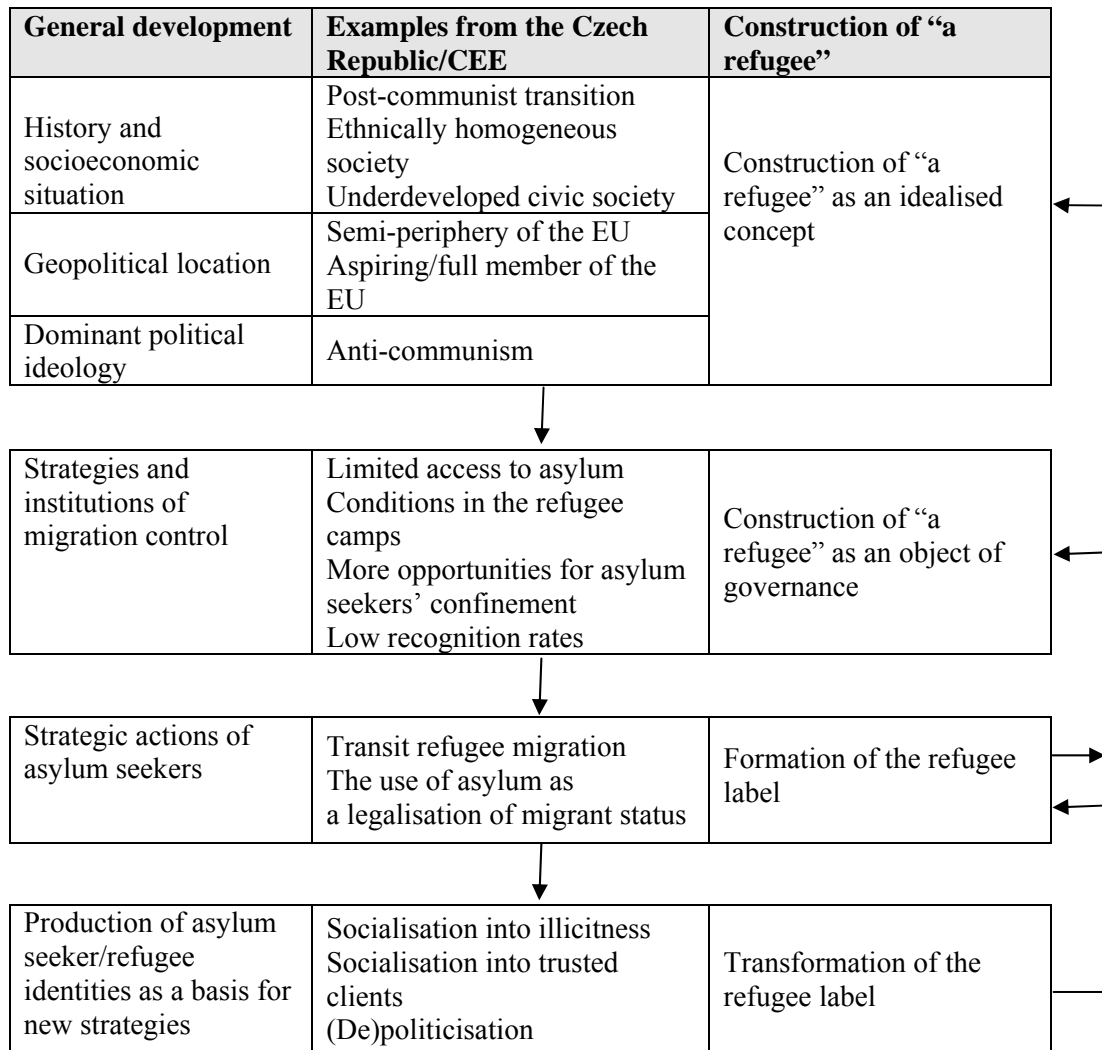 General development
Examples from the Czech
Republic/CEE
Construction of “a
refugee”
History and
socioeconomic
situation
Post-communist transition
Ethnically homogeneous
society
Underdeveloped civic society
Construction of “a
refugee” as an idealised
concept
Geopolitical location
Semi-periphery of the EU
Aspiring/full member of the
EU
Dominant political
ideology
Anti-communism
Strategies and
institutions of
migration control
Limited access to asylum
Conditions in the refugee
camps
More opportunities for asylum
seekers’ confinement
Low recognition rates
Construction of “a
refugee” as an object of
governance
Strategic actions of
asylum seekers
Transit refugee migration
The use of asylum as
a legalisation of migrant status
Formation of the refugee
label
Production of asylum
seeker/refugee
identities as a basis for
new strategies
Socialisation into illicitness
Socialisation into trusted
clients
(De)politicisation
Transformation of the
refugee label